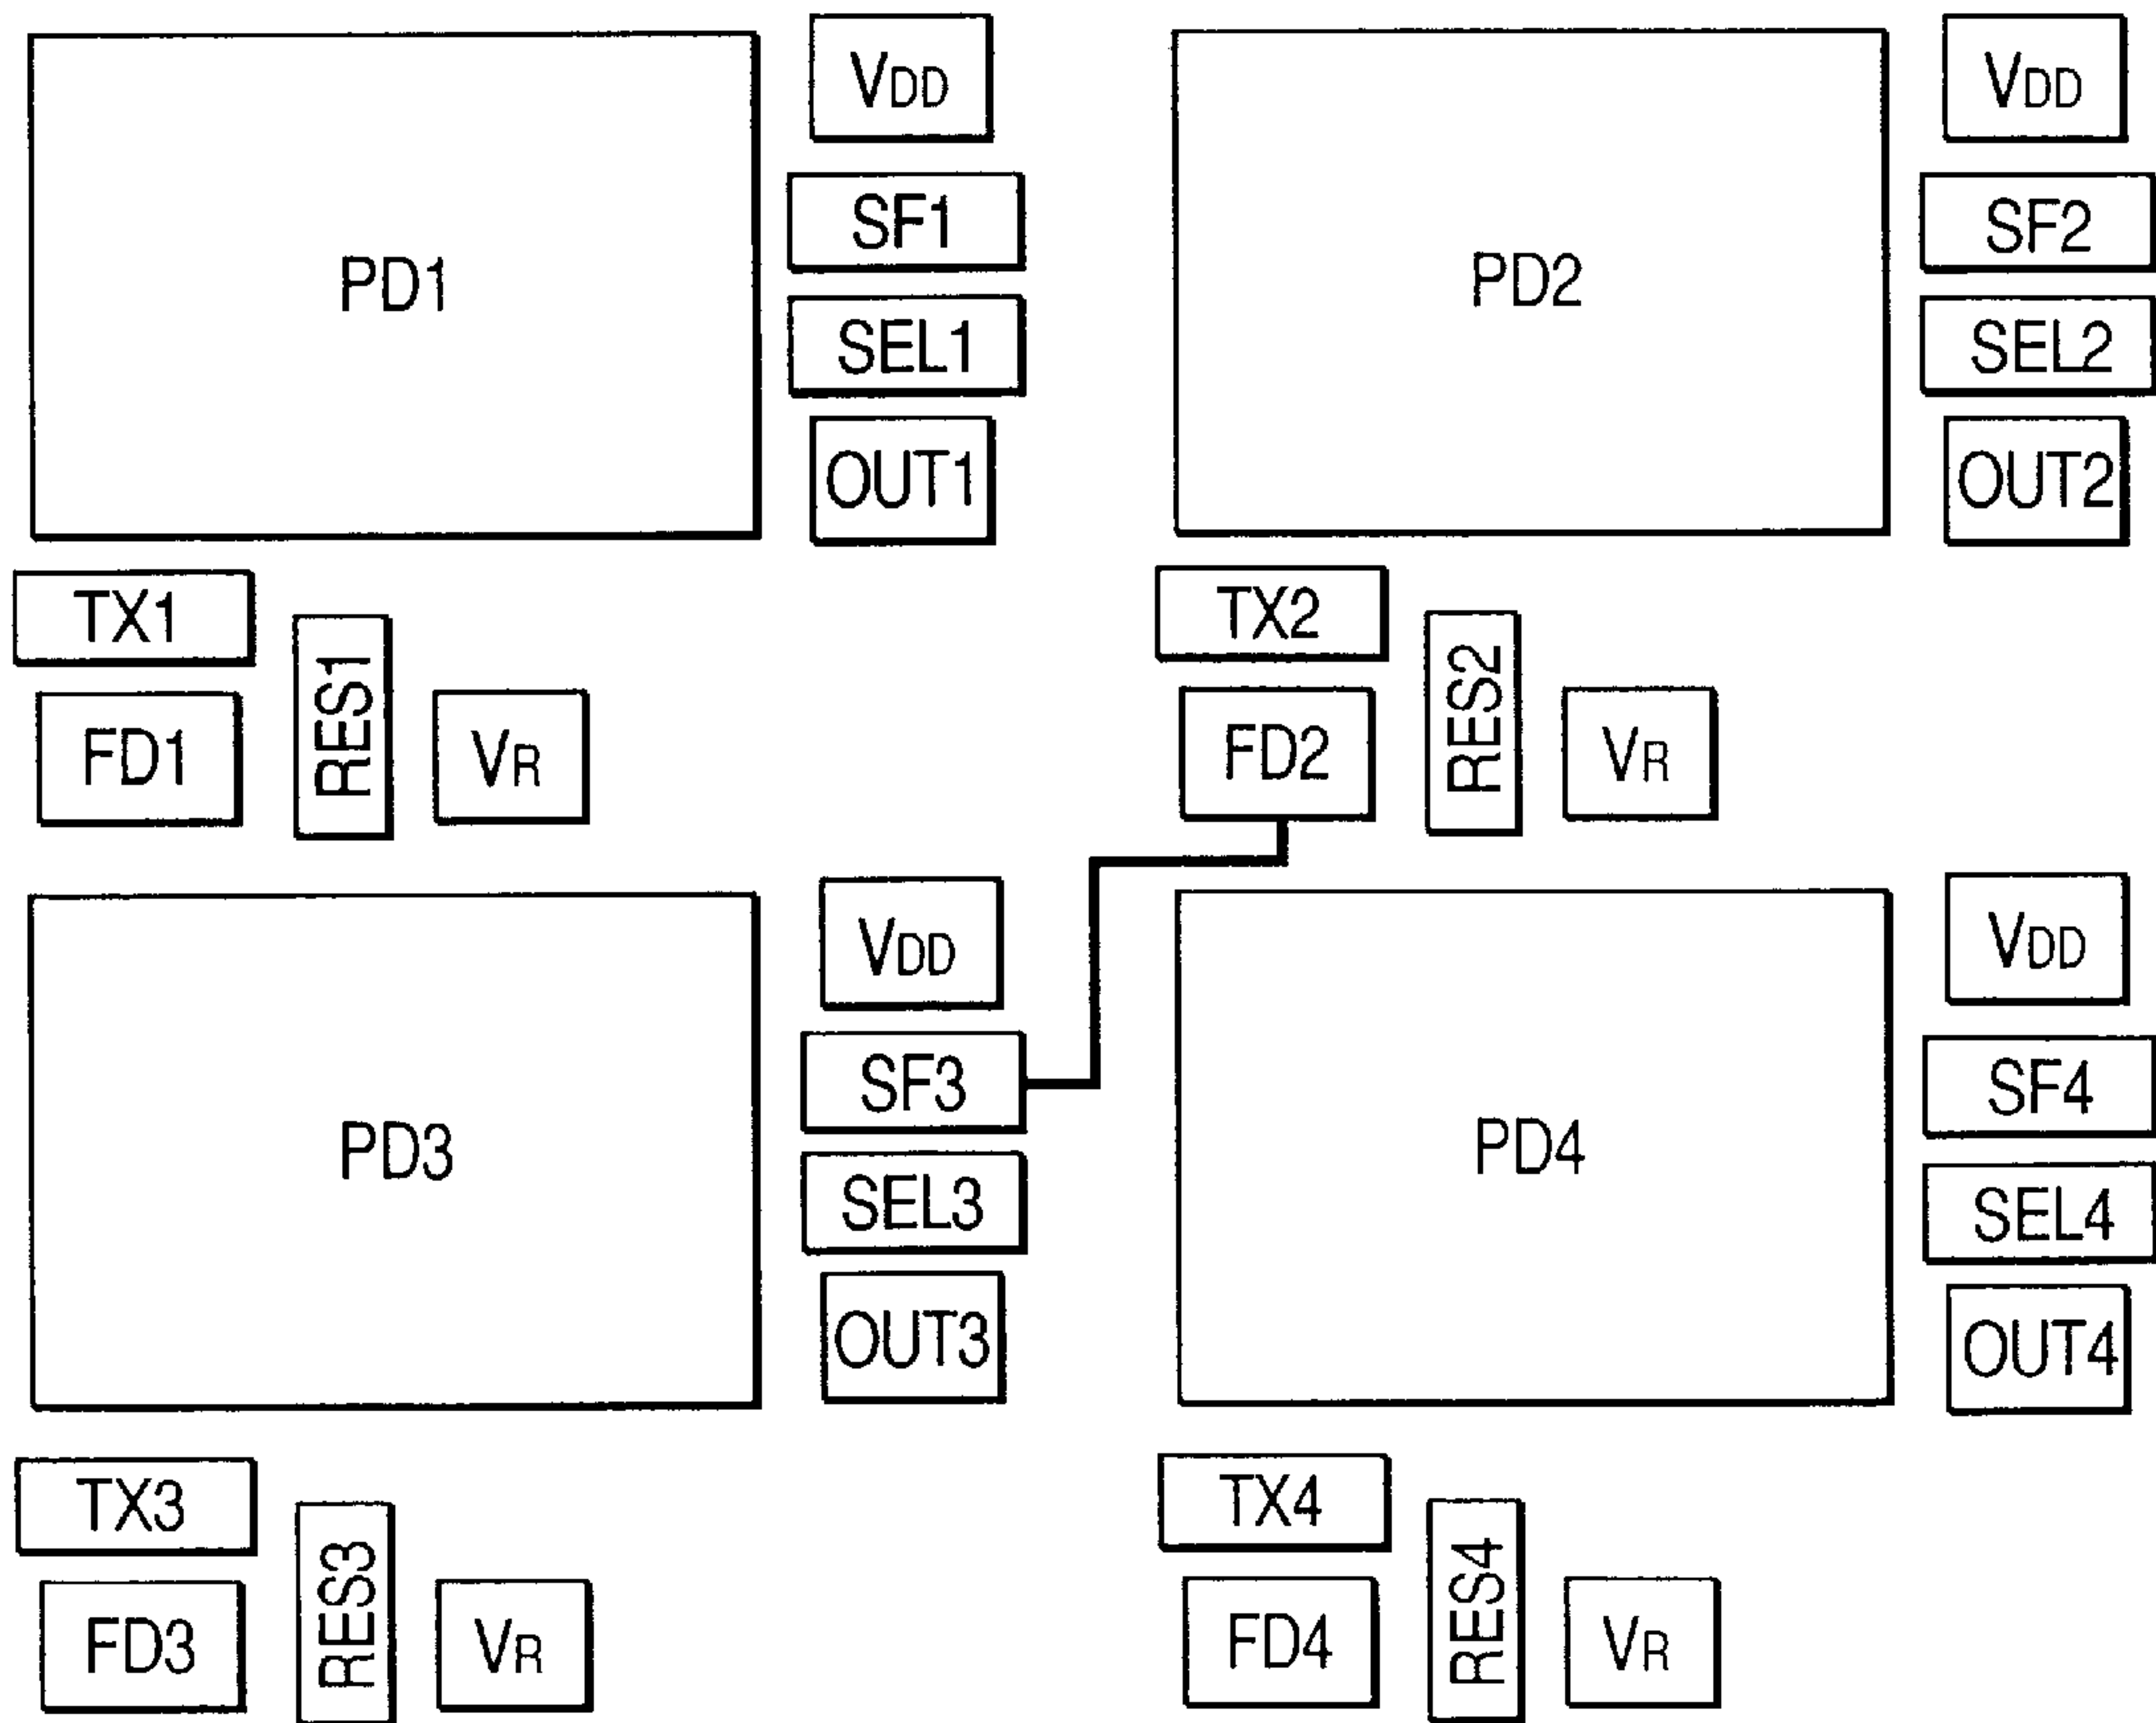 VDD
VDD
SF1
SF2
PD1
PD2
SEL1
SEL2
OUT1
OUT2
TX1
TX2
RES1
RES2
FD1
VR
FD2
VR
VDD
VDD
SF3
SF4
PD3
PD4
SEL3
SEL4
OUT3
OUT4
TX3
TX4
RES3
RES4
FD3
VR
FD4
VR